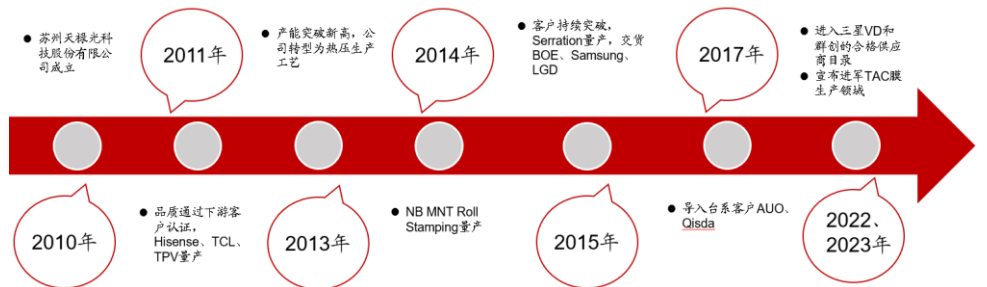 ● 苏州天禄光科
技股份有限公
司成立
2010年
2011年
● 品质通过下游客
户认证，
Hisense、TCL、
TPV量产
● 产能突破新高，公
司转型为热压生产
工艺
2013年
2014年
● NB MNT Roll
Stamping量产
● 客户持续突破，
Serration量产，交货
BOE、Samsung、
LGD
2015年
2017年
● 导入台系客户AUO、
Qisda
● 进入三星VD和
群创的合格供应
商目录
● 宣布进军TAC膜
生产领域
2022、
2023年